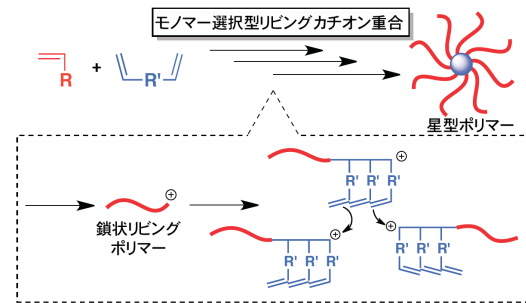 モノマー選択型リビングカチオン重合
R
+
R'
星型ポリマー
+
鎖状リビング
ポリマー
+
R' R' R'
+
R' R' R'
+
R' R' R'